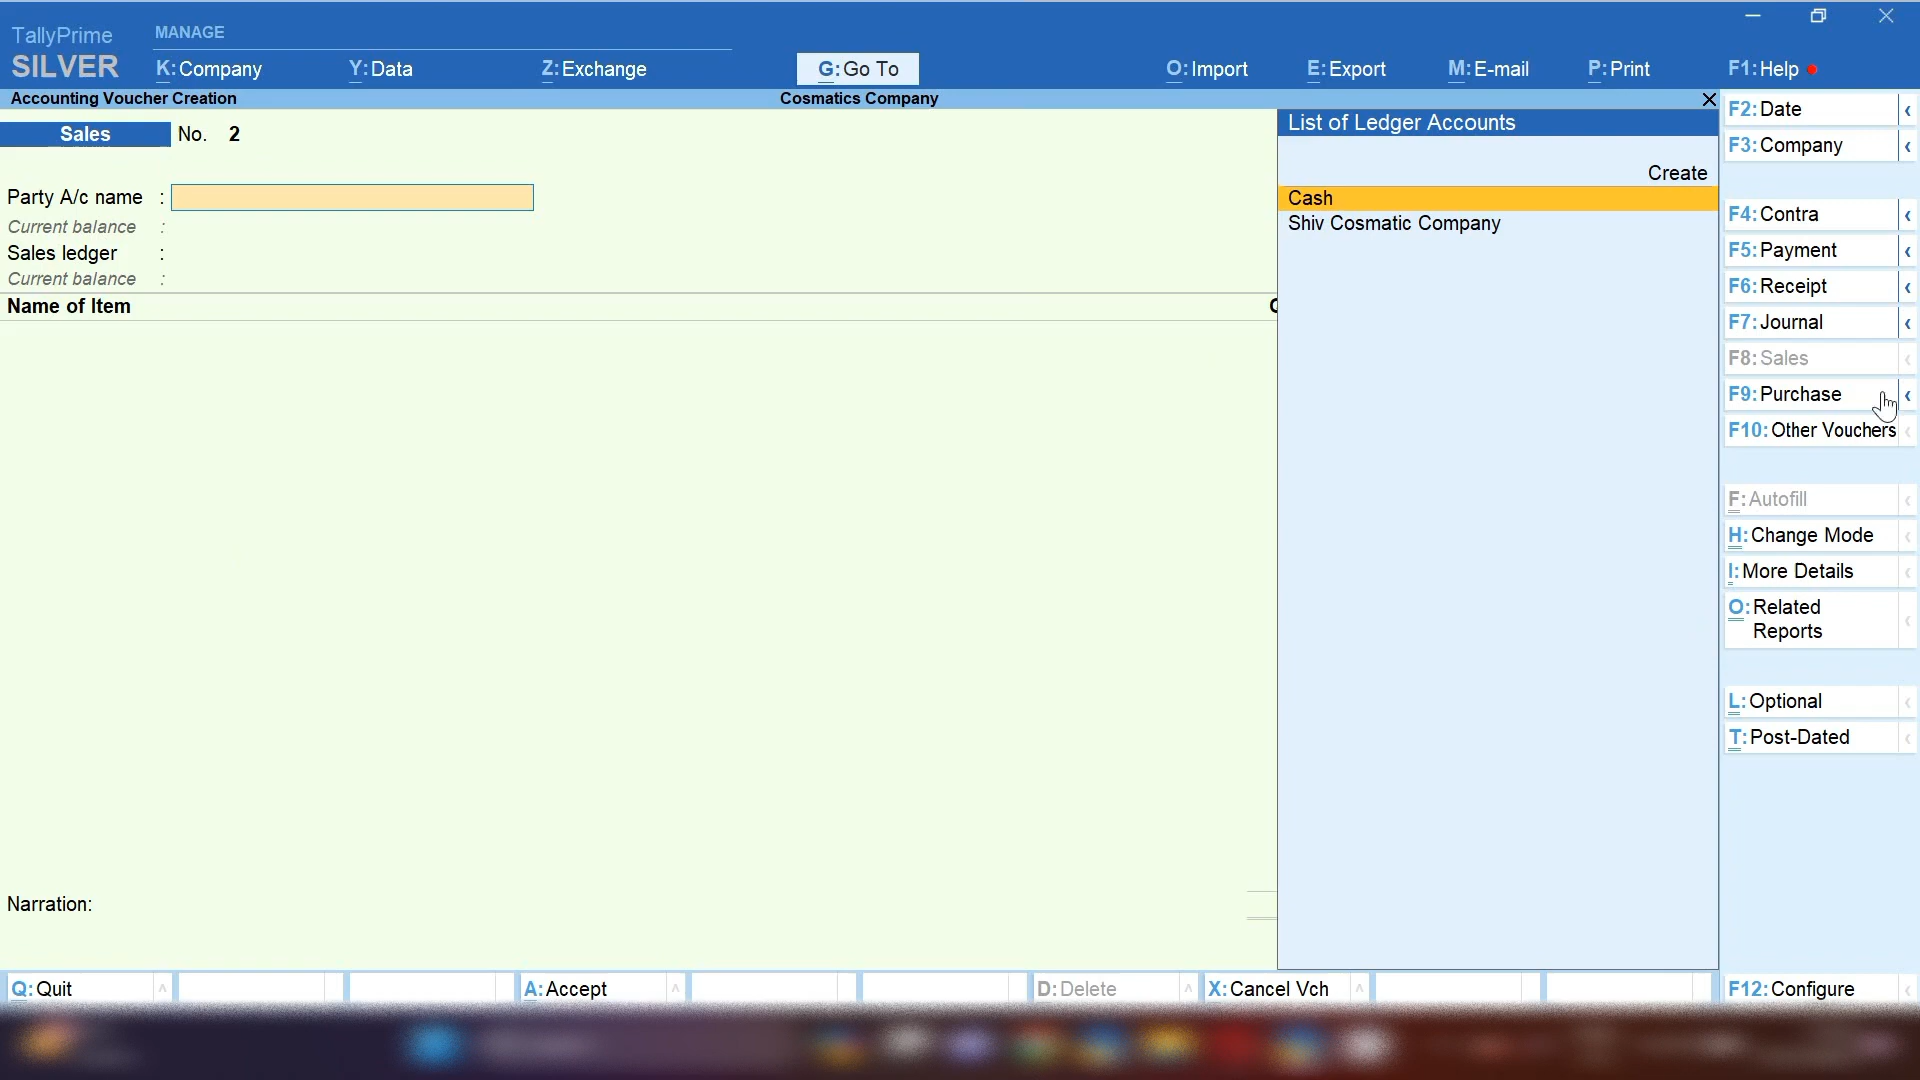 TallyPrime
SILVER
MANAGE
K: Company
Y: Data
Z: Exchange
G: Go To
O: Import
E: Export
M: E-mail
P: Print
F1: Help
Accounting Voucher Creation
Cosmatics Company
Sales
No. 2
Party A/c name :
Current balance :
Sales ledger :
Current balance :
Name of Item
Narration:
List of Ledger Accounts
Create
Cash
Shiv Cosmatic Company
F2: Date
F3: Company
F4: Contra
F5: Payment
F6: Receipt
F7: Journal
F8: Sales
F9: Purchase
F10: Other Vouchers
F: Autofill
H: Change Mode
I: More Details
O: Related
Reports
L: Optional
T: Post-Dated
Q: Quit
A: Accept
D: Delete
X: Cancel Vch
F12: Configure